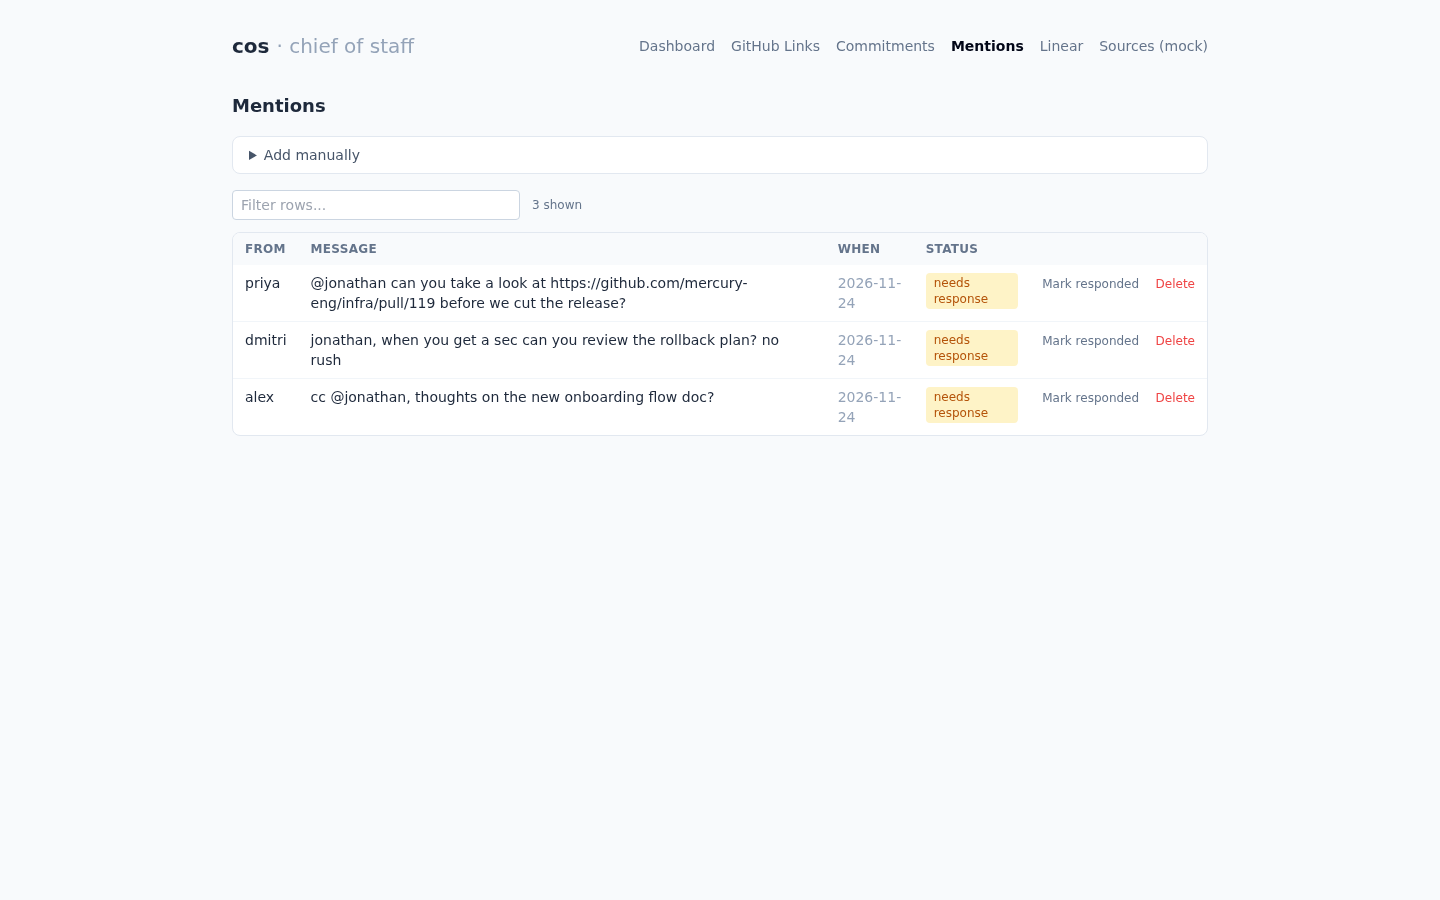 cos · chief of staff
Dashboard GitHub Links Commitments Mentions Linear Sources (mock)
Mentions
Add manually
Filter rows...
3 shown
FROM MESSAGE WHEN STATUS
priya @jonathan can you take a look at https://github.com/mercury- 2026-11- needs Mark responded Delete
eng/infra/pull/119 before we cut the release? 24 response
dmitri jonathan, when you get a sec can you review the rollback plan? no 2026-11- needs Mark responded Delete
rush 24 response
alex cc @jonathan, thoughts on the new onboarding flow doc? 2026-11- needs Mark responded Delete
24 response